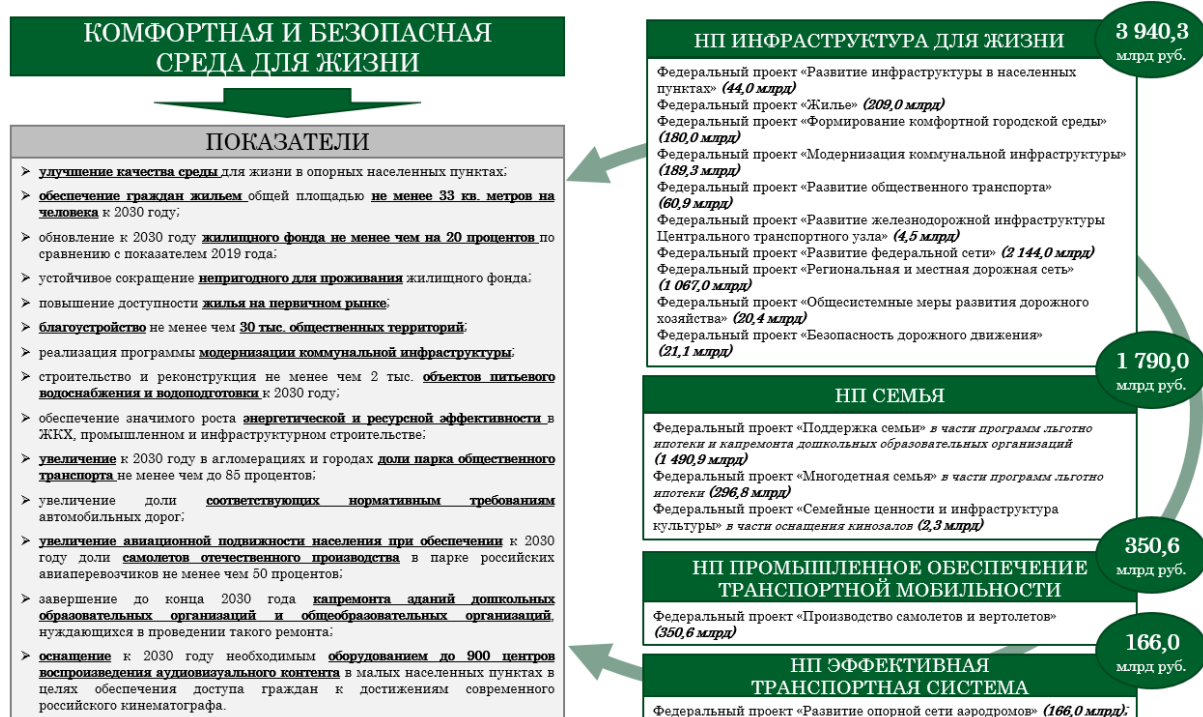 КОМФОРТНАЯ И БЕЗОПАСНАЯ
СРЕДА ДЛЯ ЖИЗНИ
ПОКАЗАТЕЛИ
➢ улучшение качества среды для жизни в опорных населенных пунктах;
➢ обеспечение граждан жильем общей площадью не менее 33 кв. метров на
человека к 2030 году;
➢ обновление к 2030 году жилищного фонда не менее чем на 20 процентов по
сравнению с показателем 2019 года;
➢ устойчивое сокращение непригодного для проживания жилищного фонда;
➢ повышение доступности жилья на первичном рынке;
➢ благоустройство не менее чем 30 тыс. общественных территорий;
➢ реализация программы модернизации коммунальной инфраструктуры;
➢ строительство и реконструкция не менее чем 2 тыс. объектов питьевого
водоснабжения и водоподготовки к 2030 году;
➢ обеспечение значимого роста энергетической и ресурсной эффективности в
ЖКХ, промышленном и инфраструктурном строительстве;
➢ увеличение к 2030 году в агломерациях и городах доли парка общественного
транспорта не менее чем до 85 процентов;
➢ увеличение доли соответствующих нормативным требованиям
автомобильных дорог;
➢ увеличение авиационной подвижности населения при обеспечении к 2030
году доли самолетов отечественного производства в парке российских
авиаперевозчиков не менее чем 50 процентов;
➢ завершение до конца 2030 года капремонта зданий дошкольных
образовательных организаций и общеобразовательных организаций,
нуждающихся в проведении такого ремонта;
➢ оснащение к 2030 году необходимым оборудованием до 900 центров
воспроизведения аудиовизуального контента в малых населенных пунктах в
целях обеспечения доступа граждан к достижениям современного
российского кинематографа.
НП ИНФРАСТРУКТУРА ДЛЯ ЖИЗНИ
3 940,3
млрд руб.
Федеральный проект «Развитие инфраструктуры в населенных
пунктах» (44,0 млрд)
Федеральный проект «Жилье» (209,0 млрд)
Федеральный проект «Формирование комфортной городской среды»
(180,0 млрд)
Федеральный проект «Модернизация коммунальной инфраструктуры»
(189,3 млрд)
Федеральный проект «Развитие общественного транспорта»
(60,9 млрд)
Федеральный проект «Развитие железнодорожной инфраструктуры
Центрального транспортного узла» (4,5 млрд)
Федеральный проект «Развитие федеральной сети» (2 144,0 млрд)
Федеральный проект «Региональная и местная дорожная сеть»
(1 067,0 млрд)
Федеральный проект «Общесистемные меры развития дорожного
хозяйства» (20,4 млрд)
Федеральный проект «Безопасность дорожного движения»
(21,1 млрд)
НП СЕМЬЯ
1 790,0
млрд руб.
Федеральный проект «Поддержка семьи» в части программ льготно
ипотеки и капремонта дошкольных образовательных организаций
(1 490,9 млрд)
Федеральный проект «Многодетная семья» в части программ льготно
ипотеки (296,8 млрд)
Федеральный проект «Семейные ценности и инфраструктура
культуры» в части оснащения кинозалов (2,3 млрд)
НП ПРОМЫШЛЕННОЕ ОБЕСПЕЧЕНИЕ
ТРАНСПОРТНОЙ МОБИЛЬНОСТИ
350,6
млрд руб.
Федеральный проект «Производство самолетов и вертолетов»
(350,6 млрд)
НП ЭФФЕКТИВНАЯ
ТРАНСПОРТНАЯ СИСТЕМА
166,0
млрд руб.
Федеральный проект «Развитие опорной сети аэродромов» (166,0 млрд);